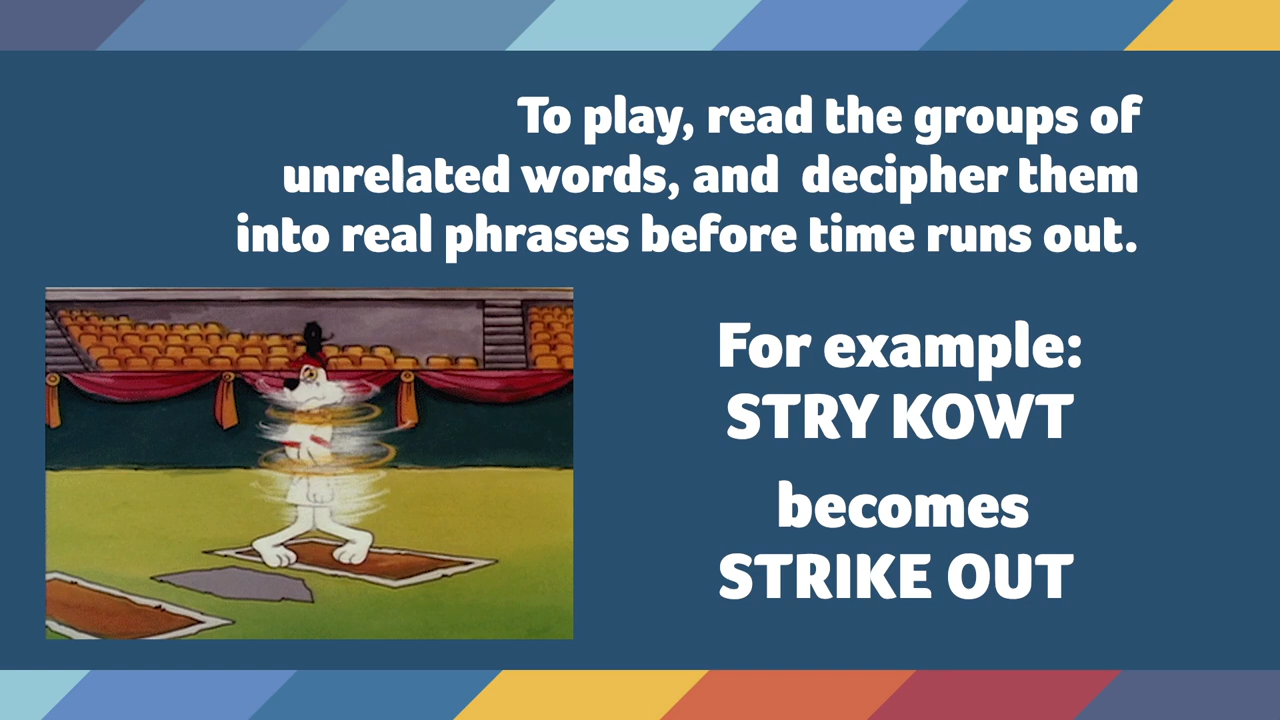 To play, read the groups of
unrelated words, and  decipher them
into real phrases before time runs out.
For example:
STRY KOWT
becomes
STRIKE OUT